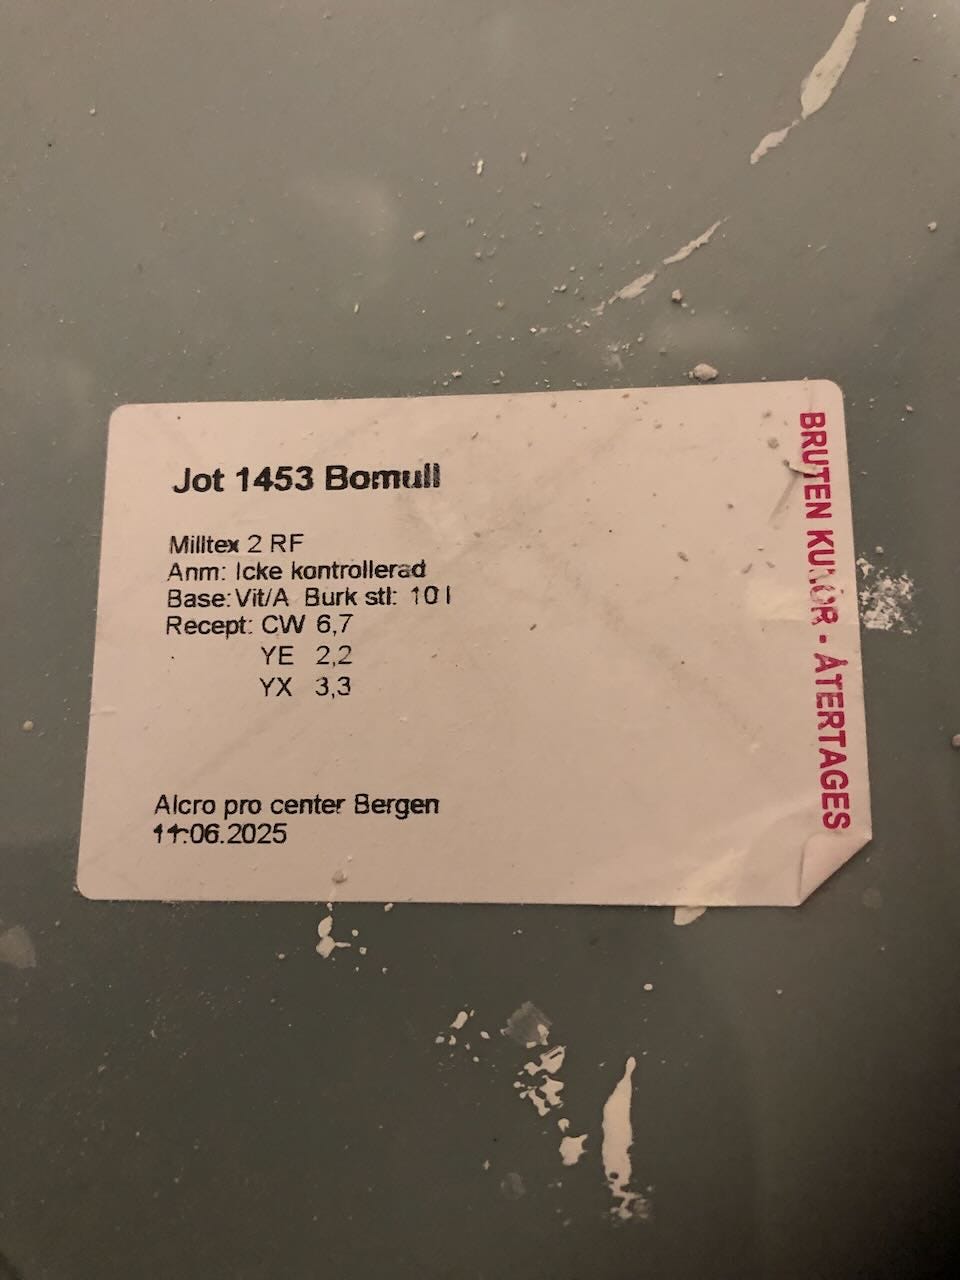 Jot 1453 Bomull
Milltex 2 RF
Anm: Icke kontrollerad
Base: Vit/A Burk stl: 10 l
Recept: CW 6,7
YE 2,2
YX 3,3
Alcro pro center Bergen
11.06.2025
BRUTEN KULÖR - ÅTERTAGES